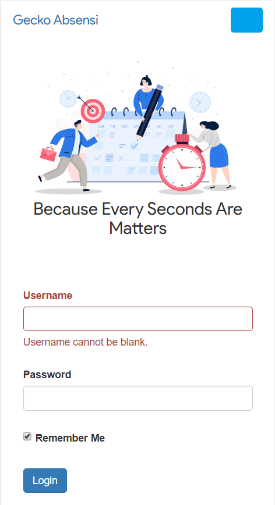 Gecko Absensi
Because Every Seconds Are
Matters
Username
Username cannot be blank.
Password
Remember Me
Login